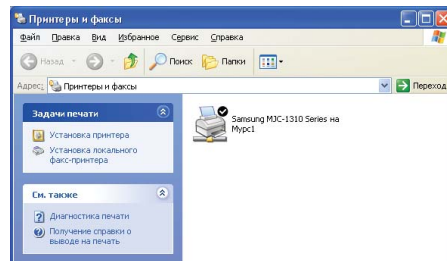 Принтеры и факсы
Файл Правка Вид Избранное Сервис Справка
Назад Поиск Папки
Адрес: Принтеры и факсы Переход
Задачи печати
Установка принтера
Установка локального
факс-принтера
См. также
Диагностика печати
Получение справки о
выводе на печать
Samsung MJC-1310 Series на
Mypc1